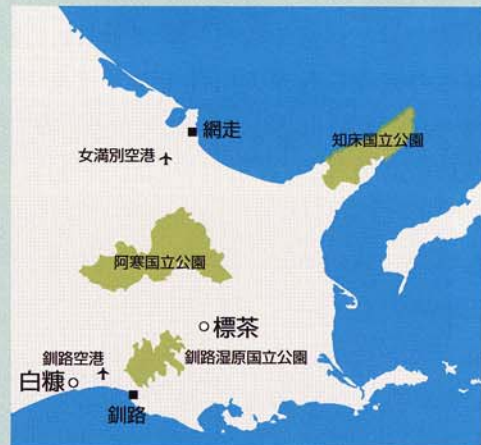 網走
知床国立公園
女満別空港
阿寒国立公園
標茶
釧路空港
釧路湿原国立公園
白糠
釧路